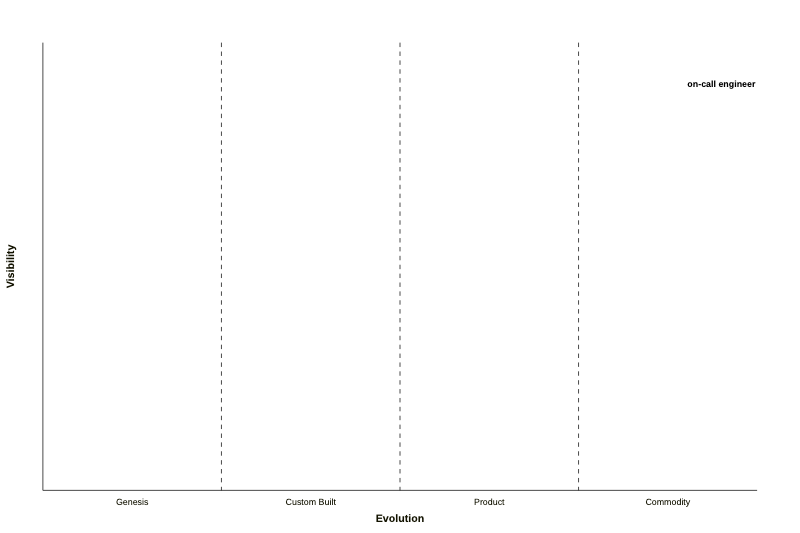 on-call engineer
Visibility
Genesis
Custom Built
Product
Commodity
Evolution